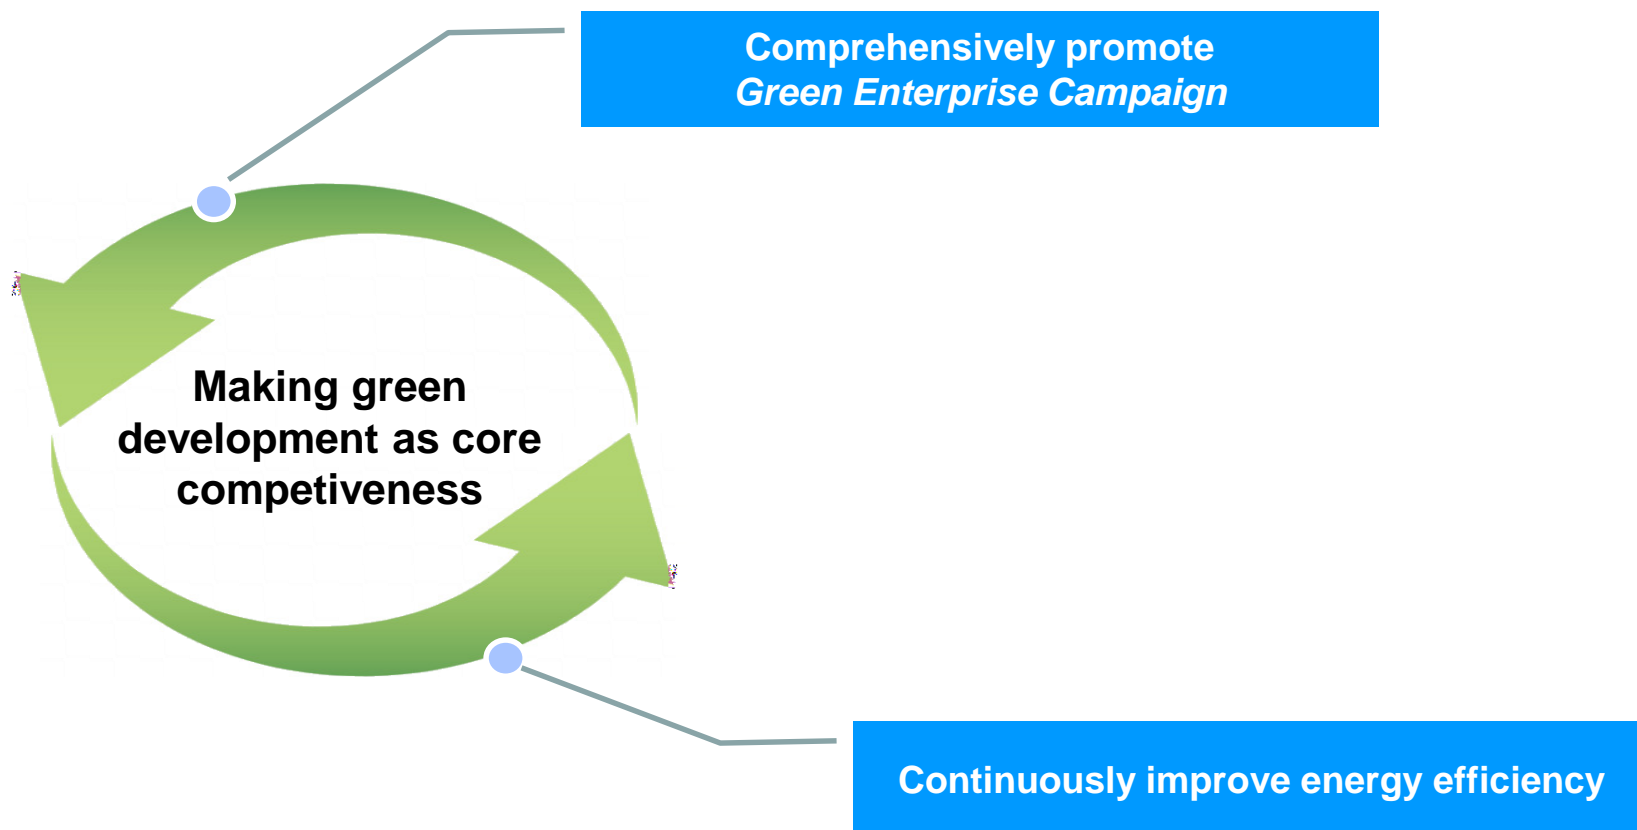 Comprehensively promote
Green Enterprise Campaign
Making green
development as core
competiveness
Continuously improve energy efficiency